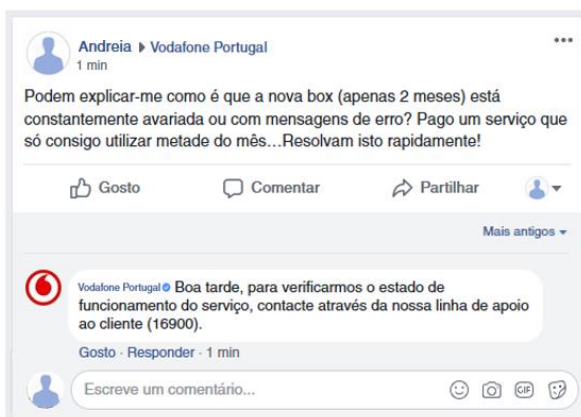 Andreia ▶ Vodafone Portugal
1 min
Podem explicar-me como é que a nova box (apenas 2 meses) está
constantemente avariada ou com mensagens de erro? Pago um serviço que
só consigo utilizar metade do mês…Resolvam isto rapidamente!
Gosto Comentar Partilhar
Mais antigos
Vodafone Portugal Boa tarde, para verificarmos o estado de
funcionamento do serviço, contacte através da nossa linha de apoio
ao cliente (16900).
Gosto · Responder · 1 min
Escreve um comentário... GIF